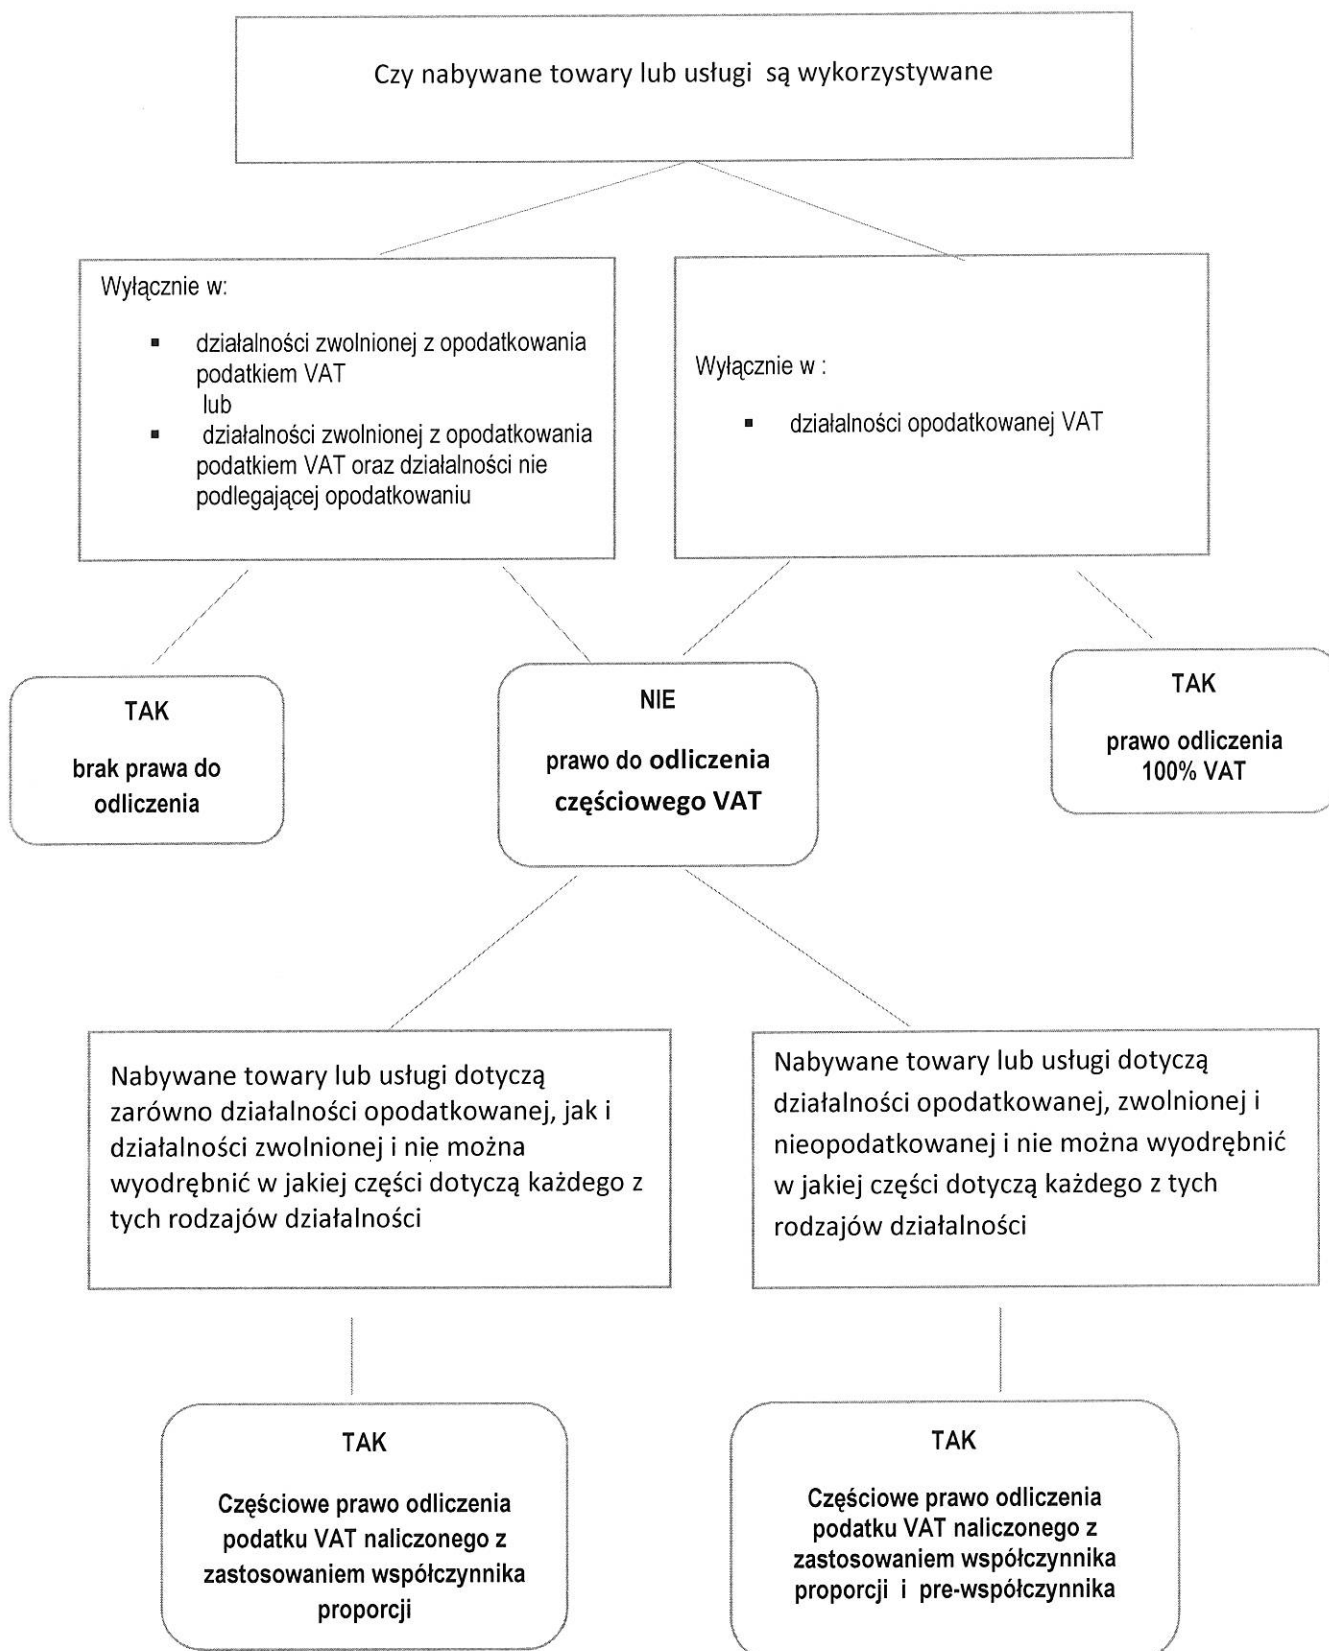 Czy nabywane towary lub usługi są wykorzystywane
Wyłącznie w:
▪ działalności zwolnionej z opodatkowania
podatkiem VAT
lub
▪ działalności zwolnionej z opodatkowania
podatkiem VAT oraz działalności nie
podlegającej opodatkowaniu
Wyłącznie w :
▪ działalności opodatkowanej VAT
TAK
brak prawa do
odliczenia
NIE
prawo do odliczenia
częściowego VAT
TAK
prawo odliczenia
100% VAT
Nabywane towary lub usługi dotyczą
zarówno działalności opodatkowanej, jak i
działalności zwolnionej i nie można
wyodrębnić w jakiej części dotyczą każdego z
tych rodzajów działalności
Nabywane towary lub usługi dotyczą
działalności opodatkowanej, zwolnionej i
nieopodatkowanej i nie można wyodrębnić
w jakiej części dotyczą każdego z tych
rodzajów działalności
TAK
Częściowe prawo odliczenia
podatku VAT naliczonego z
zastosowaniem współczynnika
proporcji
TAK
Częściowe prawo odliczenia
podatku VAT naliczonego z
zastosowaniem współczynnika
proporcji i pre-współczynnika